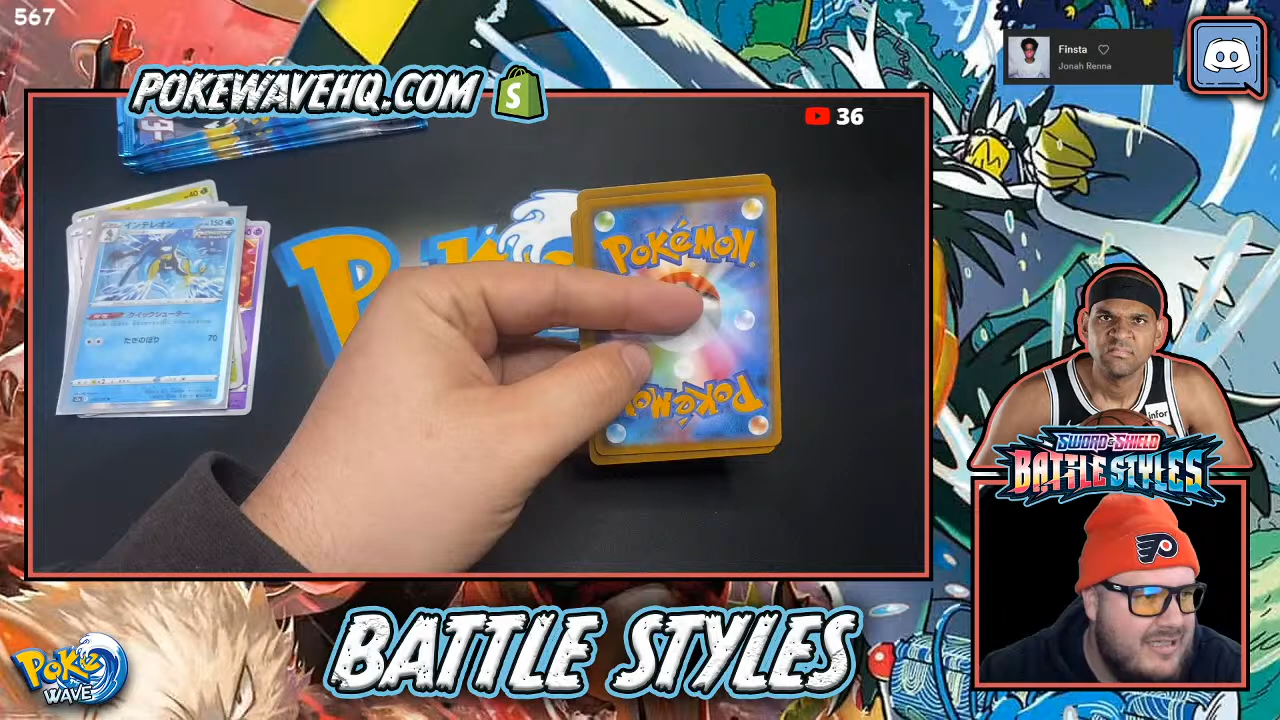 567
POKEWAVEHQ.COM
36
Finsta
Jonah Renna
インテレオン
150
40
クイックシューター
たきのぼり
70
POKéMON
POKéMON
infor
SWORD & SHIELD
BATTLE STYLES
BATTLE STYLES
POKé
WAVE